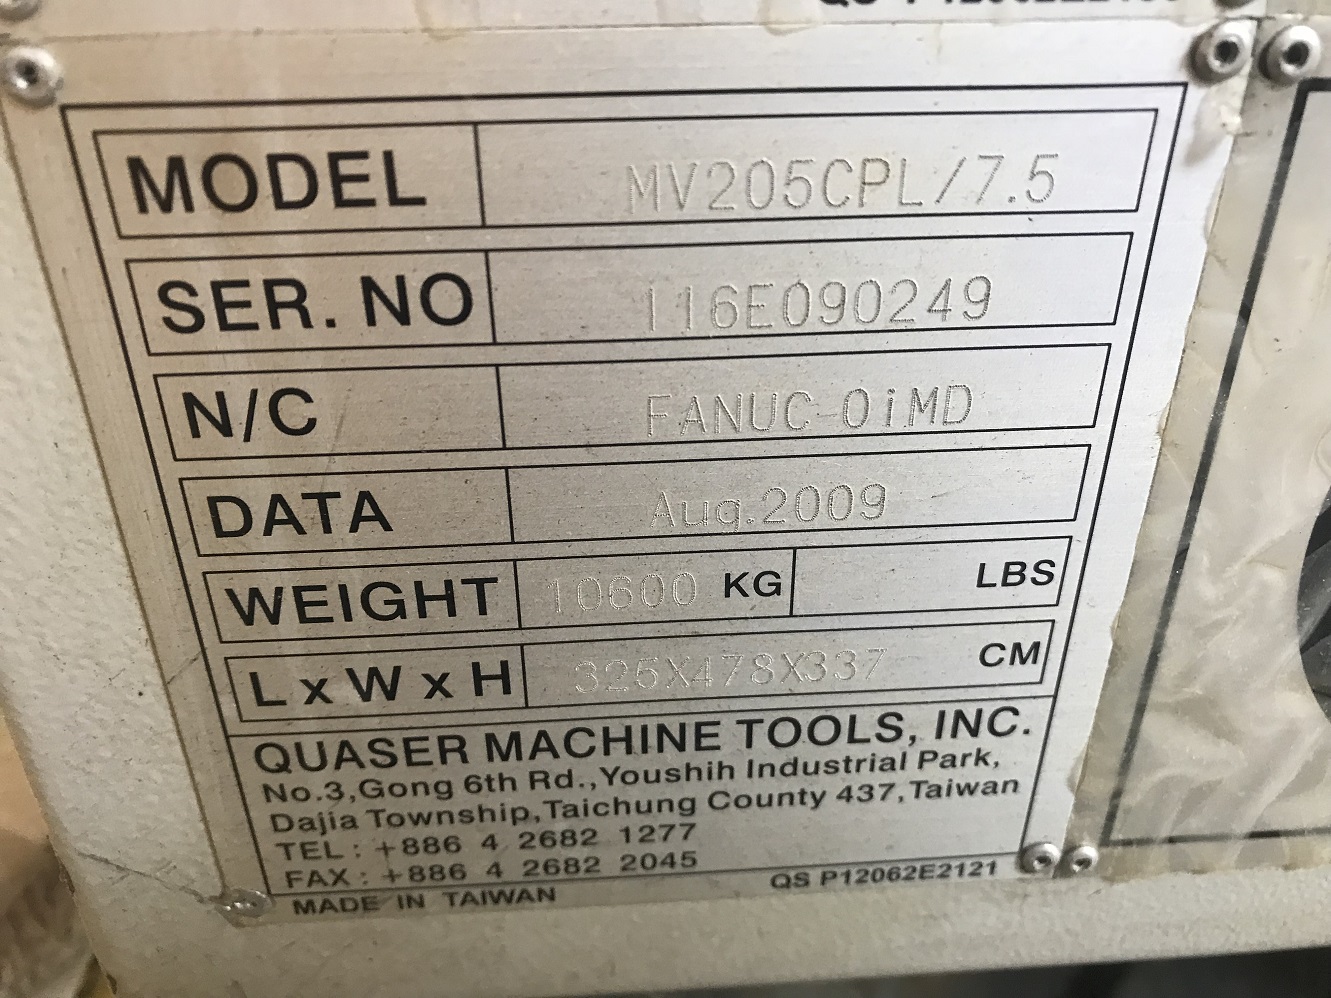 MODEL MV205CPL/7.5
SER. NO 116E090249
N/C FANUC-0iMD
DATA Aug.2009
WEIGHT 10600 KG LBS
L x W x H 325X478X337 CM
QUASER MACHINE TOOLS, INC.
No.3,Gong 6th Rd.,Youshih Industrial Park,
Dajia Township,Taichung County 437,Taiwan
TEL : +886 4 2682 1277
FAX : +886 4 2682 2045
MADE IN TAIWAN QS P12062E2121